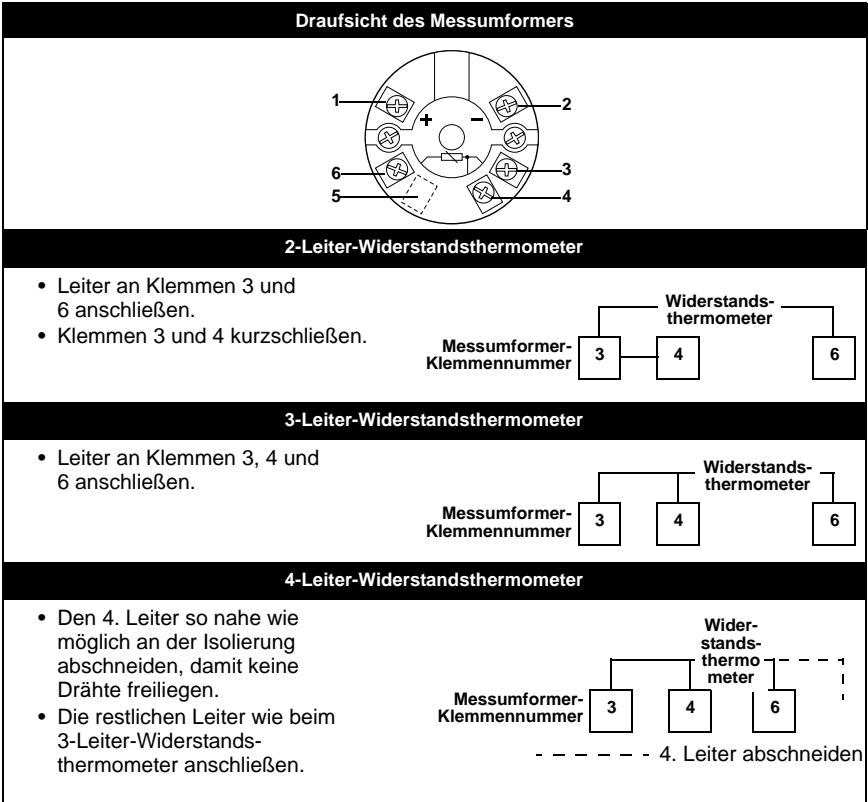 Draufsicht des Messumformers
1
2
+
−
6
3
5
4
2-Leiter-Widerstandsthermometer
• Leiter an Klemmen 3 und
6 anschließen.
• Klemmen 3 und 4 kurzschließen.
Widerstands-
thermometer
Messumformer-
Klemmennummer
3
4
6
3-Leiter-Widerstandsthermometer
• Leiter an Klemmen 3, 4 und
6 anschließen.
Widerstands-
thermometer
Messumformer-
Klemmennummer
3
4
6
4-Leiter-Widerstandsthermometer
• Den 4. Leiter so nahe wie
möglich an der Isolierung
abschneiden, damit keine
Drähte freiliegen.
• Die restlichen Leiter wie beim
3-Leiter-Widerstands-
thermometer anschließen.
Wider-
stands-
thermo
meter
Messumformer-
Klemmennummer
3
4
6
4. Leiter abschneiden